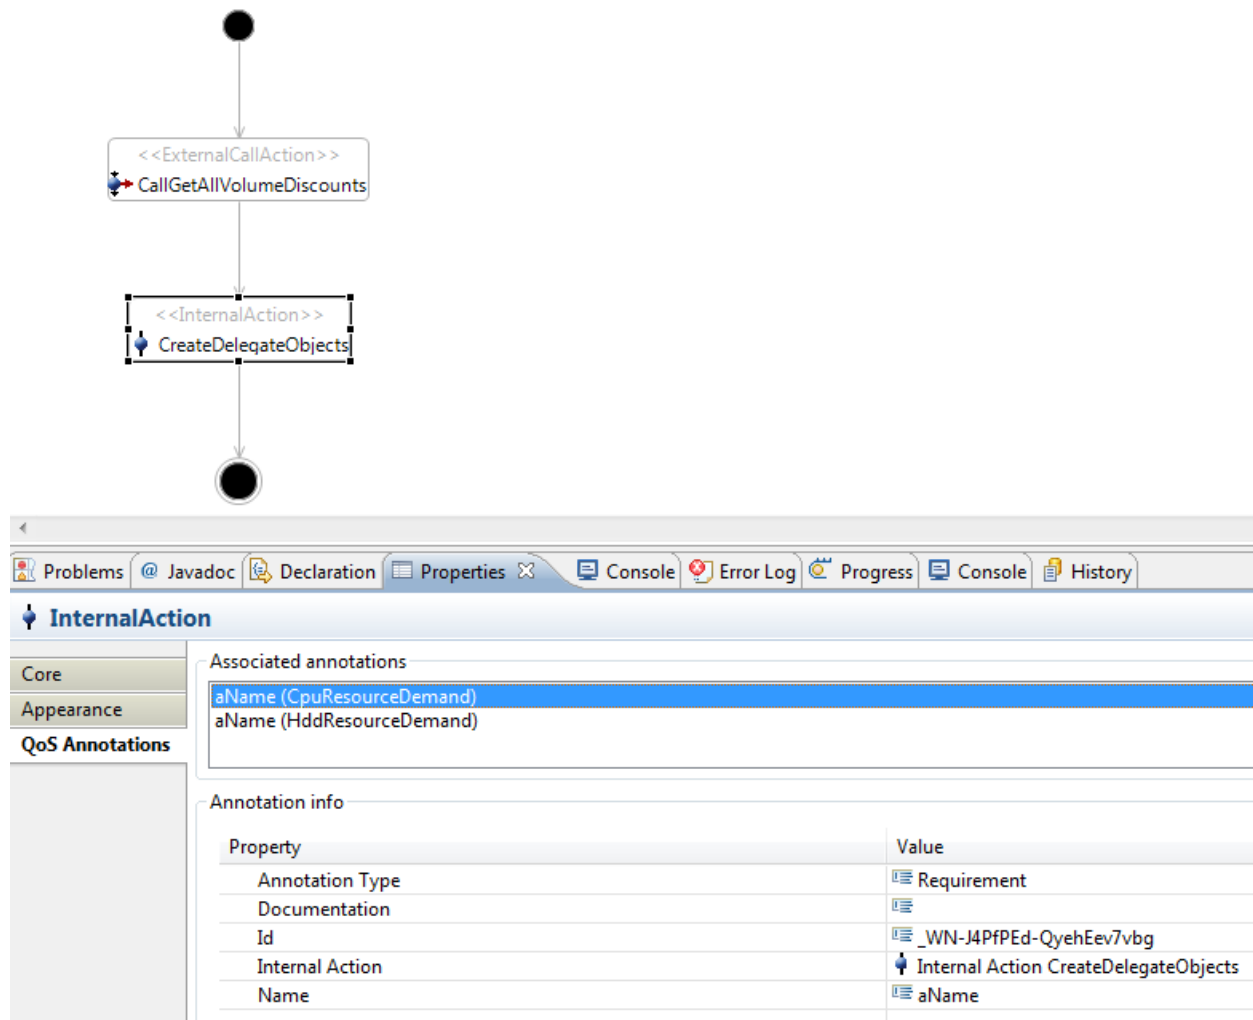 <<ExternalCallAction>>
CallGetAllVolumeDiscounts
<<InternalAction>>
CreateDelegateObjects
Problems @ Javadoc Declaration Properties Console Error Log Progress Console History
InternalAction
Core
Appearance
QoS Annotations
Associated annotations
aName (CpuResourceDemand)
aName (HddResourceDemand)
Annotation info
Property Value
Annotation Type Requirement
Documentation
Id _WN-J4PfPEd-QyehEev7vbg
Internal Action Internal Action CreateDelegateObjects
Name aName